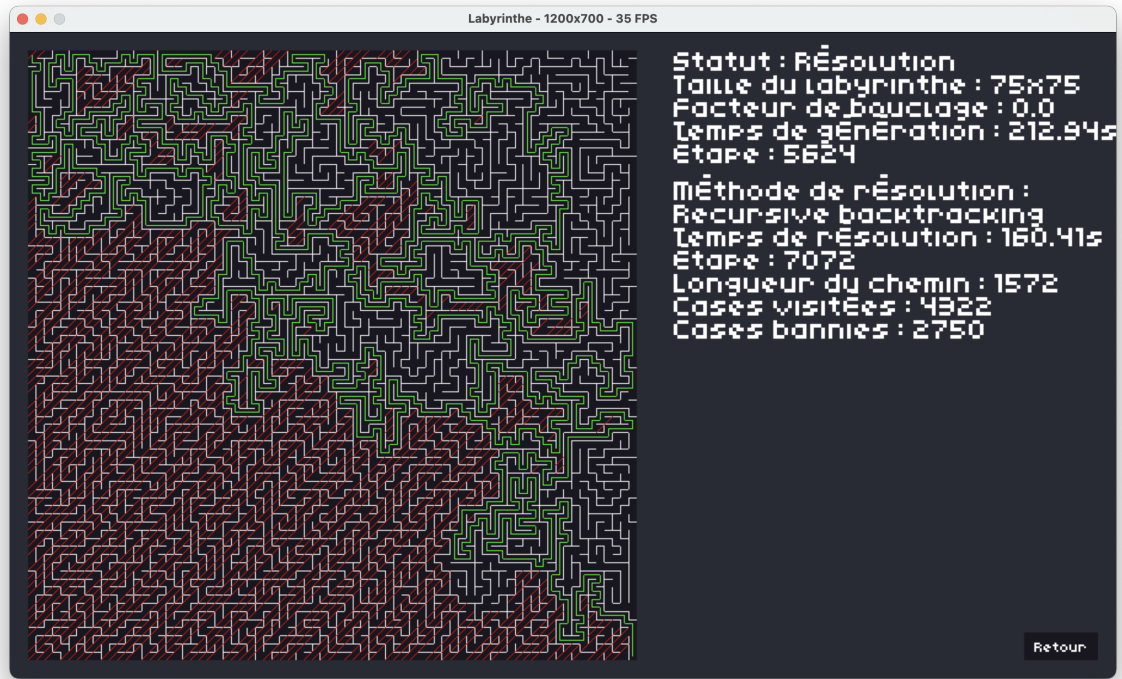 Labyrinthe - 1200x700 - 35 FPS
Statut : Résolution
Taille du labyrinthe : 75x75
Facteur de bouclage : 0.0
Temps de génération : 212.94s
Étape : 5624
Méthode de résolution :
Recursive backtracking
Temps de résolution : 160.41s
Étape : 7072
Longueur du chemin : 1572
Cases visitées : 4322
Cases bannies : 2750
Retour